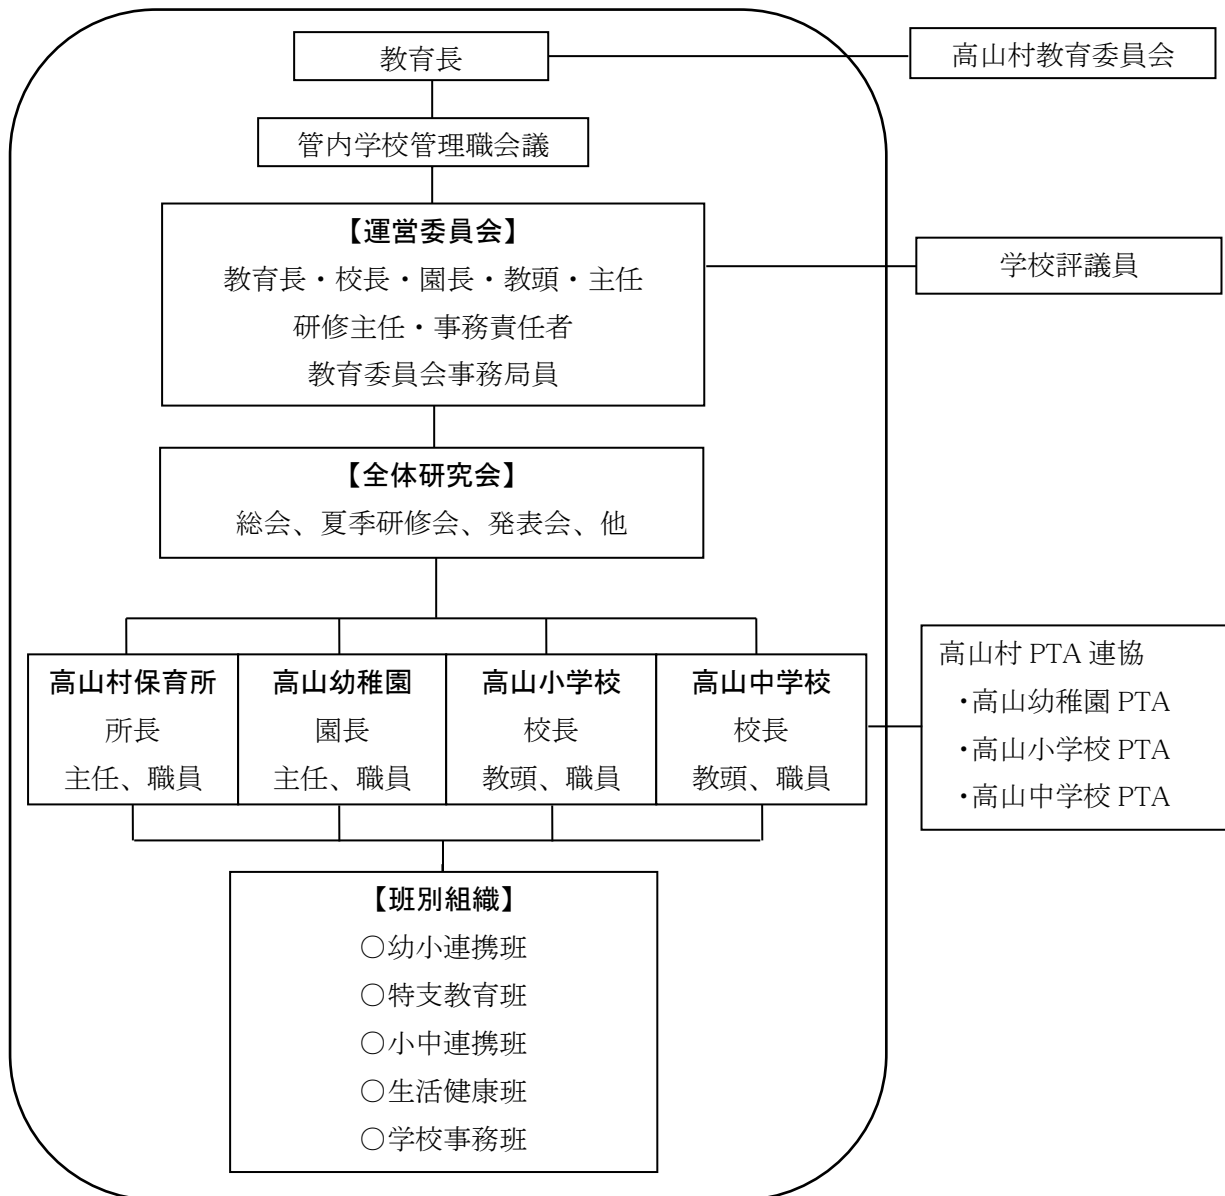 教育長
高山村教育委員会
管内学校管理職会議
【運営委員会】
教育長・校長・園長・教頭・主任
研修主任・事務責任者
教育委員会事務局員
学校評議員
【全体研究会】
総会、夏季研修会、発表会、他
高山村保育所
所長
主任、職員
高山幼稚園
園長
主任、職員
高山小学校
校長
教頭、職員
高山中学校
校長
教頭、職員
高山村 PTA 連協
・高山幼稚園 PTA
・高山小学校 PTA
・高山中学校 PTA
【班別組織】
○幼小連携班
○特支教育班
○小中連携班
○生活健康班
○学校事務班